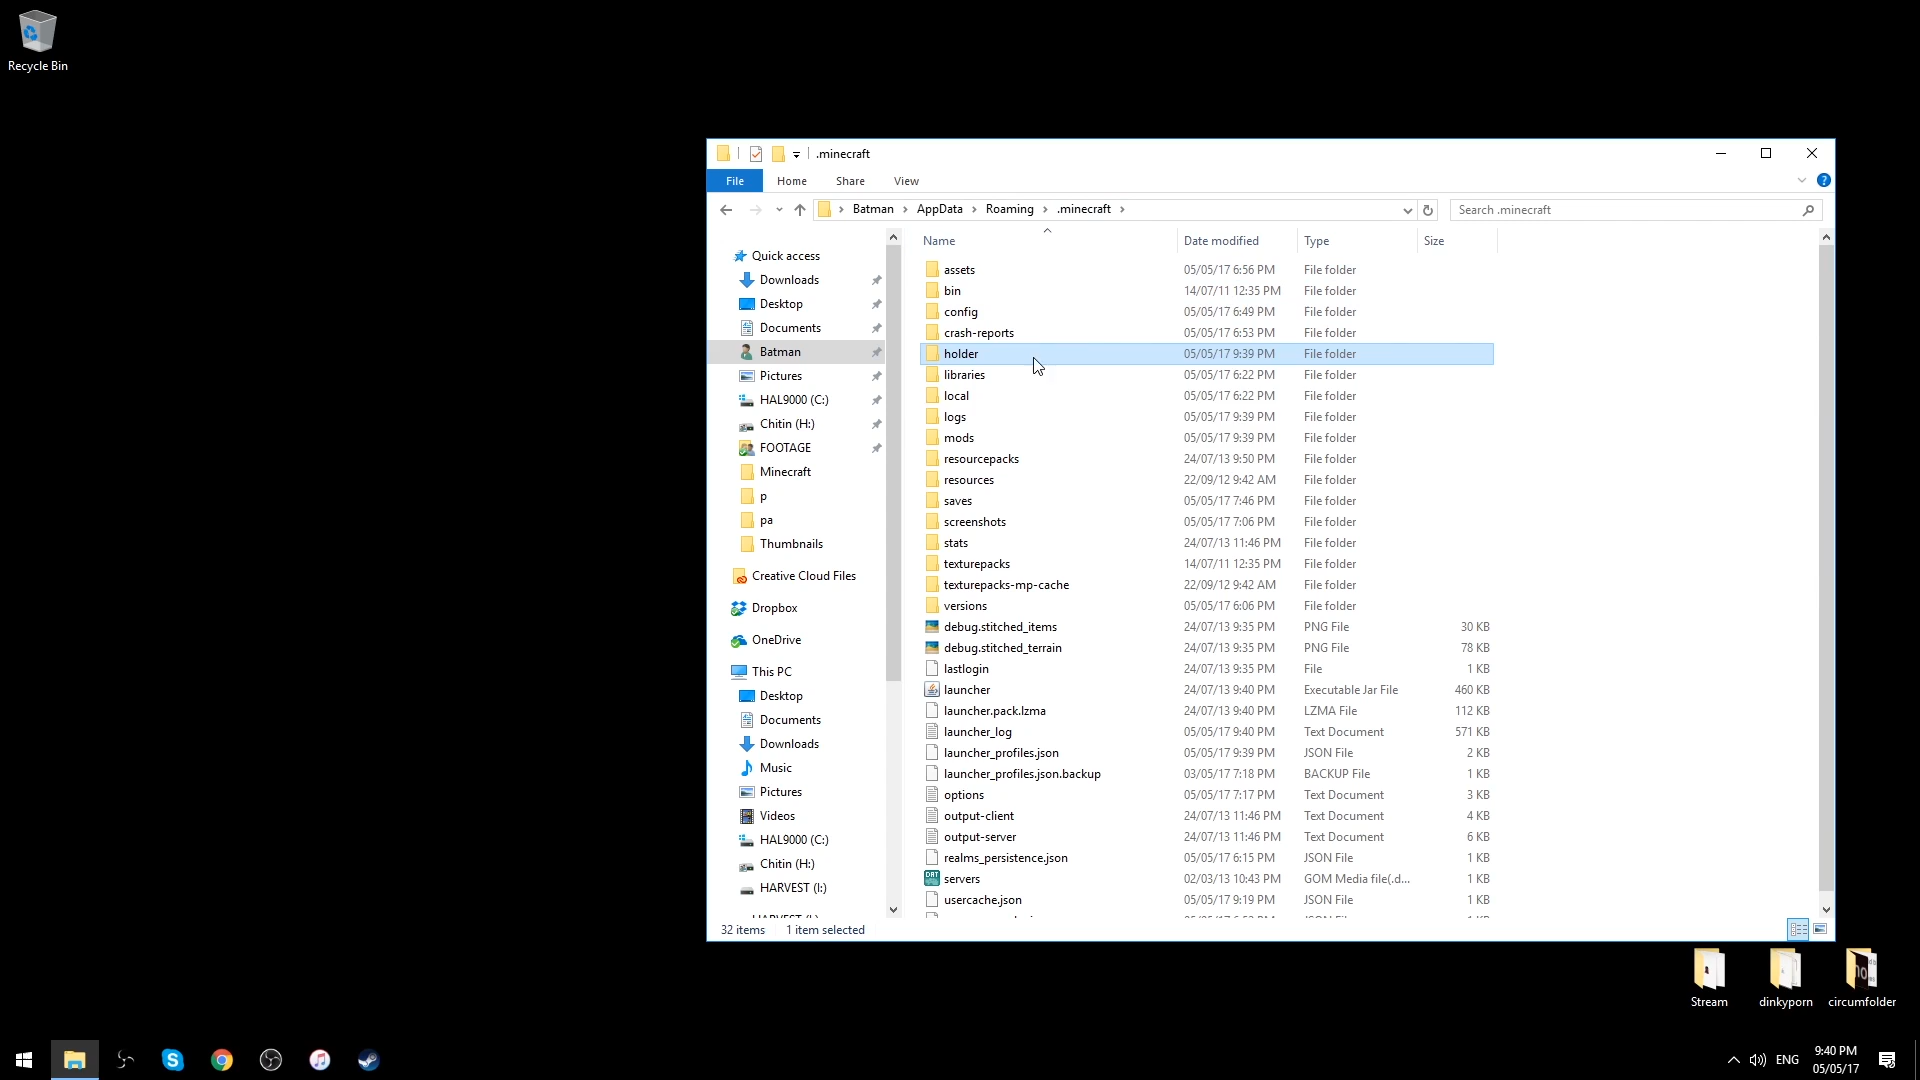 Recycle Bin
.minecraft
File Home Share View
Batman AppData Roaming .minecraft
Search .minecraft
Name Date modified Type Size
Quick access
Downloads
Desktop
Documents
Batman
Pictures
HAL9000 (C:)
Chitin (H:)
FOOTAGE
Minecraft
p
pa
Thumbnails
Creative Cloud Files
Dropbox
OneDrive
This PC
Desktop
Documents
Downloads
Music
Pictures
Videos
HAL9000 (C:)
Chitin (H:)
HARVEST (I:)
assets 05/05/17 6:56 PM File folder
bin 14/07/11 12:35 PM File folder
config 05/05/17 6:49 PM File folder
crash-reports 05/05/17 6:53 PM File folder
holder 05/05/17 9:39 PM File folder
libraries 05/05/17 6:22 PM File folder
local 05/05/17 6:22 PM File folder
logs 05/05/17 9:39 PM File folder
mods 05/05/17 9:39 PM File folder
resourcepacks 24/07/13 9:50 PM File folder
resources 22/09/12 9:42 AM File folder
saves 05/05/17 7:46 PM File folder
screenshots 05/05/17 7:06 PM File folder
stats 24/07/13 11:46 PM File folder
texturepacks 14/07/11 12:35 PM File folder
texturepacks-mp-cache 22/09/12 9:42 AM File folder
versions 05/05/17 6:06 PM File folder
debug.stitched_items 24/07/13 9:35 PM PNG File 30 KB
debug.stitched_terrain 24/07/13 9:35 PM PNG File 78 KB
lastlogin 24/07/13 9:35 PM File 1 KB
launcher 24/07/13 9:40 PM Executable Jar File 460 KB
launcher.pack.lzma 24/07/13 9:40 PM LZMA File 112 KB
launcher_log 05/05/17 9:40 PM Text Document 571 KB
launcher_profiles.json 05/05/17 9:39 PM JSON File 2 KB
launcher_profiles.json.backup 03/05/17 7:18 PM BACKUP File 1 KB
options 05/05/17 7:17 PM Text Document 3 KB
output-client 24/07/13 11:46 PM Text Document 4 KB
output-server 24/07/13 11:46 PM Text Document 6 KB
realms_persistence.json 05/05/17 6:15 PM JSON File 1 KB
servers 02/03/13 10:43 PM GOM Media file(.d... 1 KB
usercache.json 05/05/17 9:19 PM JSON File 1 KB
32 items 1 item selected
Stream dinkyporn circumfolder
ENG
9:40 PM
05/05/17